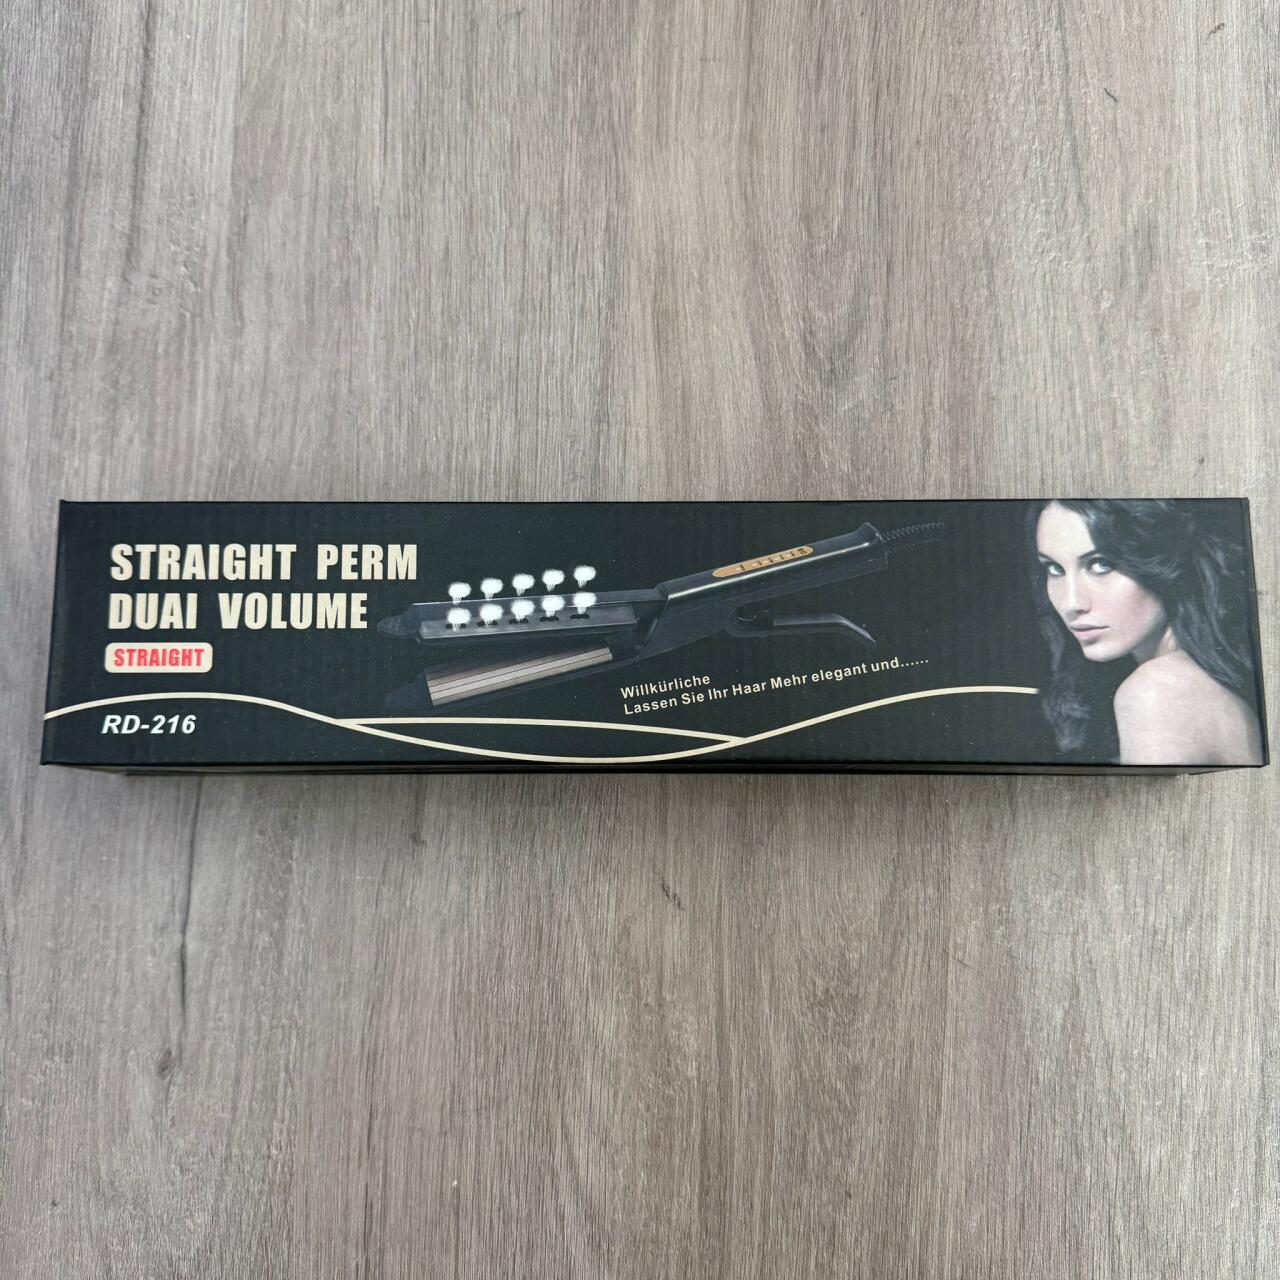 STRAIGHT PERM
DUAI VOLUME
STRAIGHT
RD-216
Willkürliche
Lassen Sie Ihr Haar Mehr elegant und......